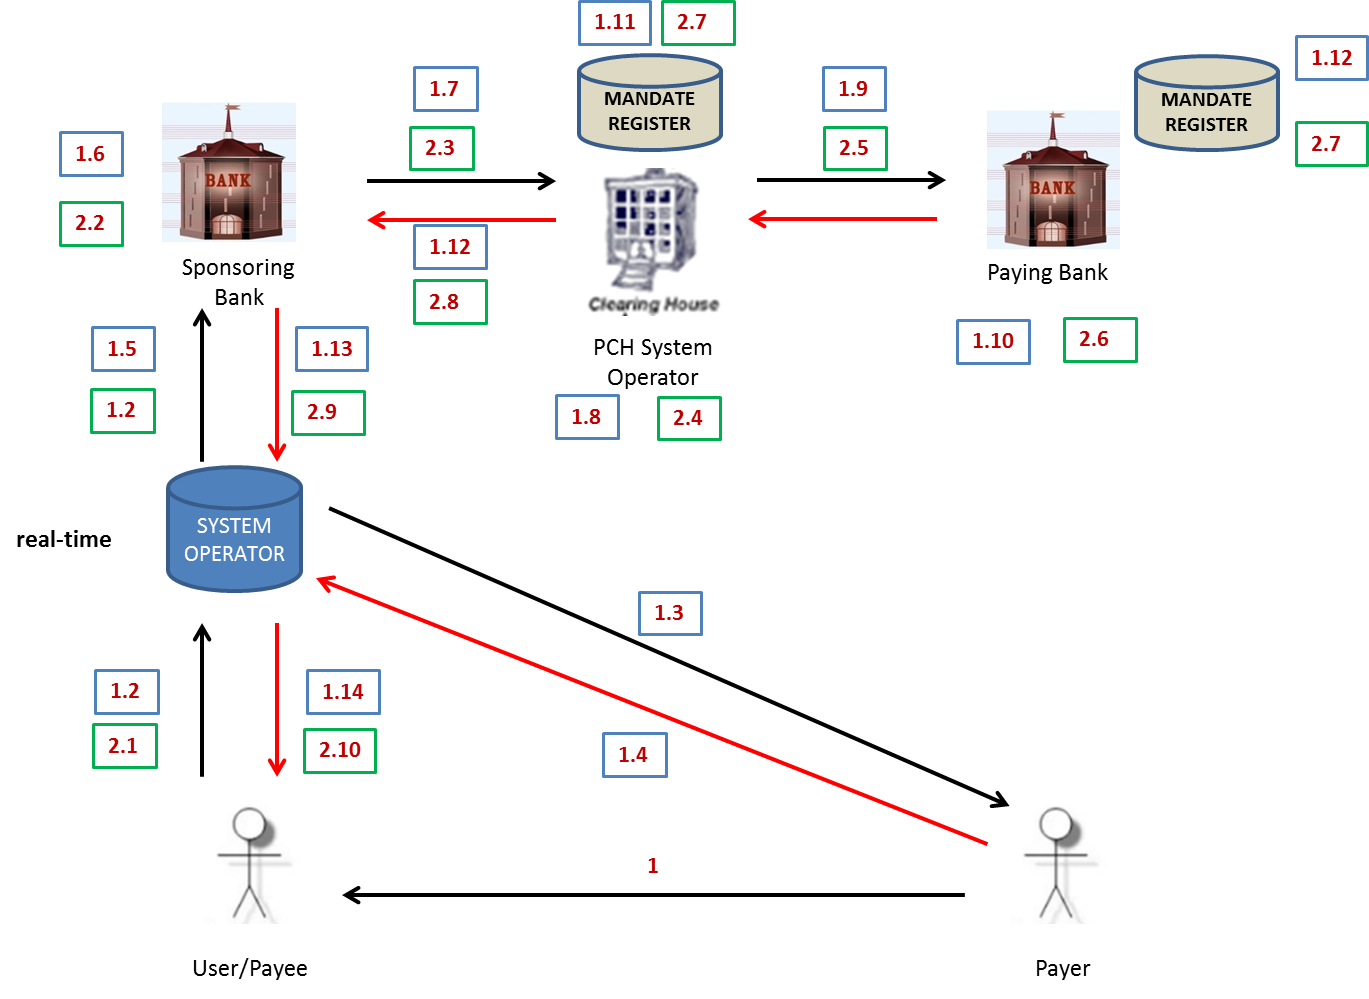 1.11
2.7
1.12
1.7
1.9
MANDATE
REGISTER
MANDATE
REGISTER
1.6
2.3
2.5
2.7
BANK
BANK
2.2
1.12
Sponsoring
Bank
2.8
Clearing House
Paying Bank
1.5
1.13
PCH System
Operator
1.10
2.6
1.2
2.9
1.8
2.4
SYSTEM
OPERATOR
real-time
1.3
1.2
1.14
2.1
2.10
1.4
1
User/Payee
Payer